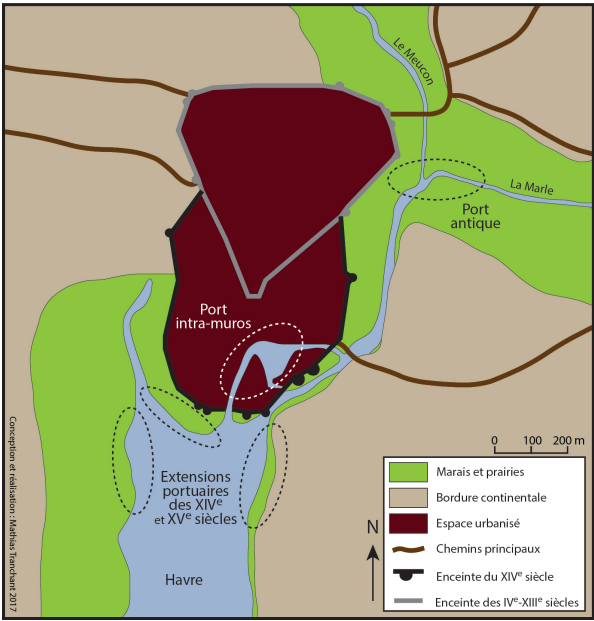 Le Meucon
La Marle
Port
antique
Port
intra-muros
Extensions
portuaires
des XIVe
et XVe siècles
Havre
Conception et réalisation : Mathias Tranchant 2017
0 100 200 m
N
Marais et prairies
Bordure continentale
Espace urbanisé
Chemins principaux
Enceinte du XIVe siècle
Enceinte des IVe-XIIIe siècles